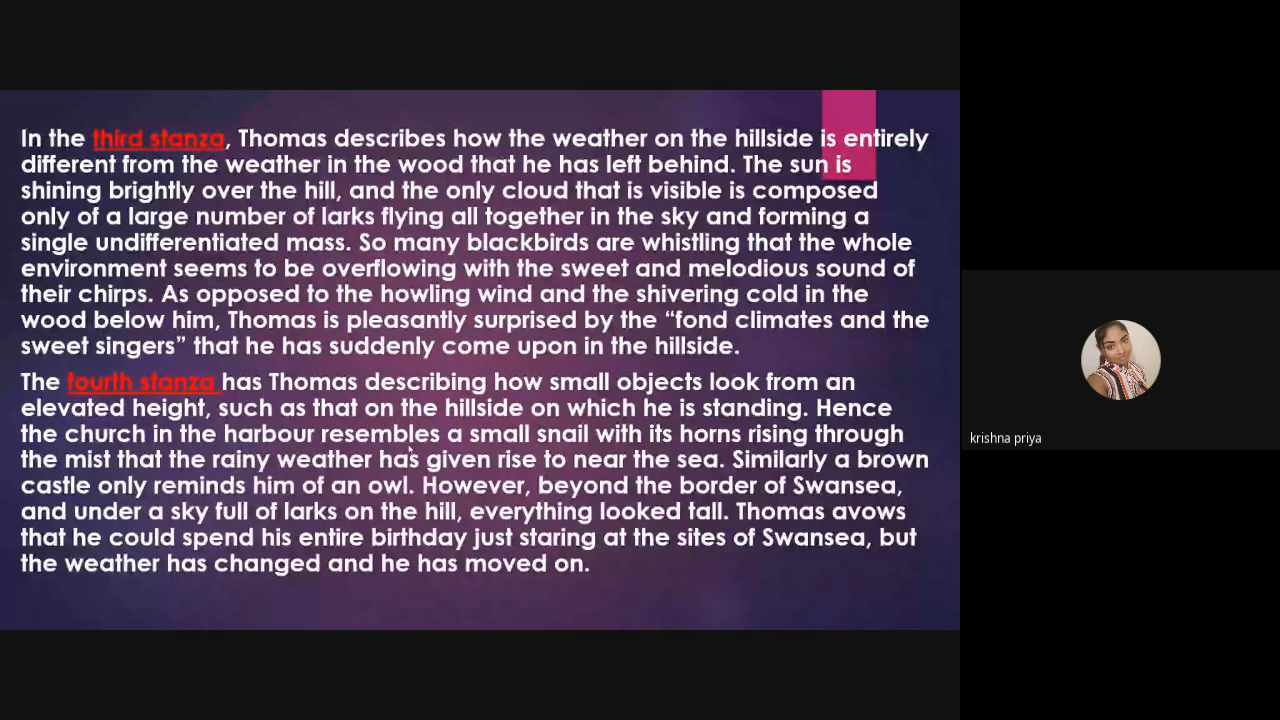 In the third stanza, Thomas describes how the weather on the hillside is entirely
different from the weather in the wood that he has left behind. The sun is
shining brightly over the hill, and the only cloud that is visible is composed
only of a large number of larks flying all together in the sky and forming a
single undifferentiated mass. So many blackbirds are whistling that the whole
environment seems to be overflowing with the sweet and melodious sound of
their chirps. As opposed to the howling wind and the shivering cold in the
wood below him, Thomas is pleasantly surprised by the “fond climates and the
sweet singers” that he has suddenly come upon in the hillside.
The fourth stanza has Thomas describing how small objects look from an
elevated height, such as that on the hillside on which he is standing. Hence
the church in the harbour resembles a small snail with its horns rising through
the mist that the rainy weather has given rise to near the sea. Similarly a brown
castle only reminds him of an owl. However, beyond the border of Swansea,
and under a sky full of larks on the hill, everything looked tall. Thomas avows
that he could spend his entire birthday just staring at the sites of Swansea, but
the weather has changed and he has moved on.
krishna priya